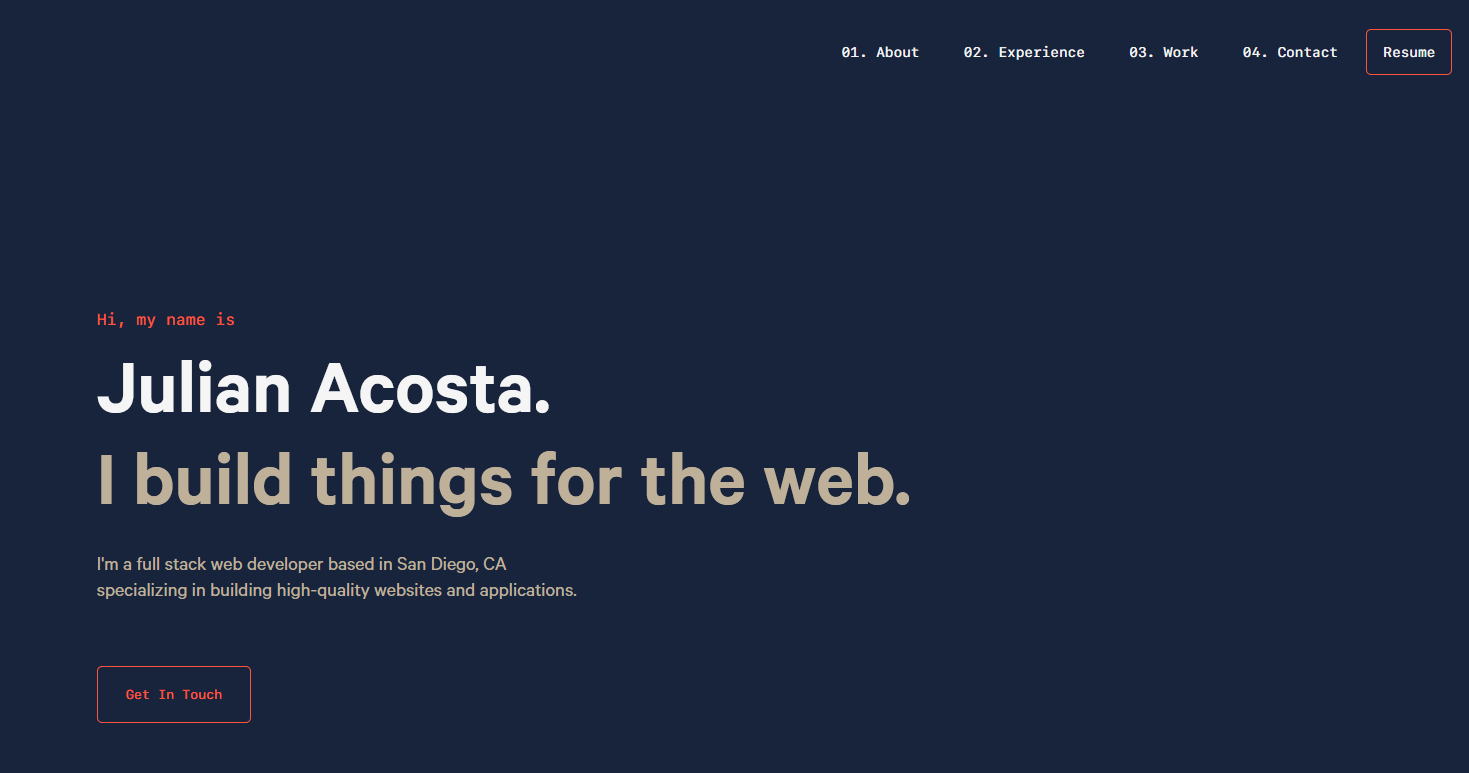 01. About 02. Experience 03. Work 04. Contact Resume
Hi, my name is
Julian Acosta.
I build things for the web.
I'm a full stack web developer based in San Diego, CA
specializing in building high-quality websites and applications.
Get In Touch